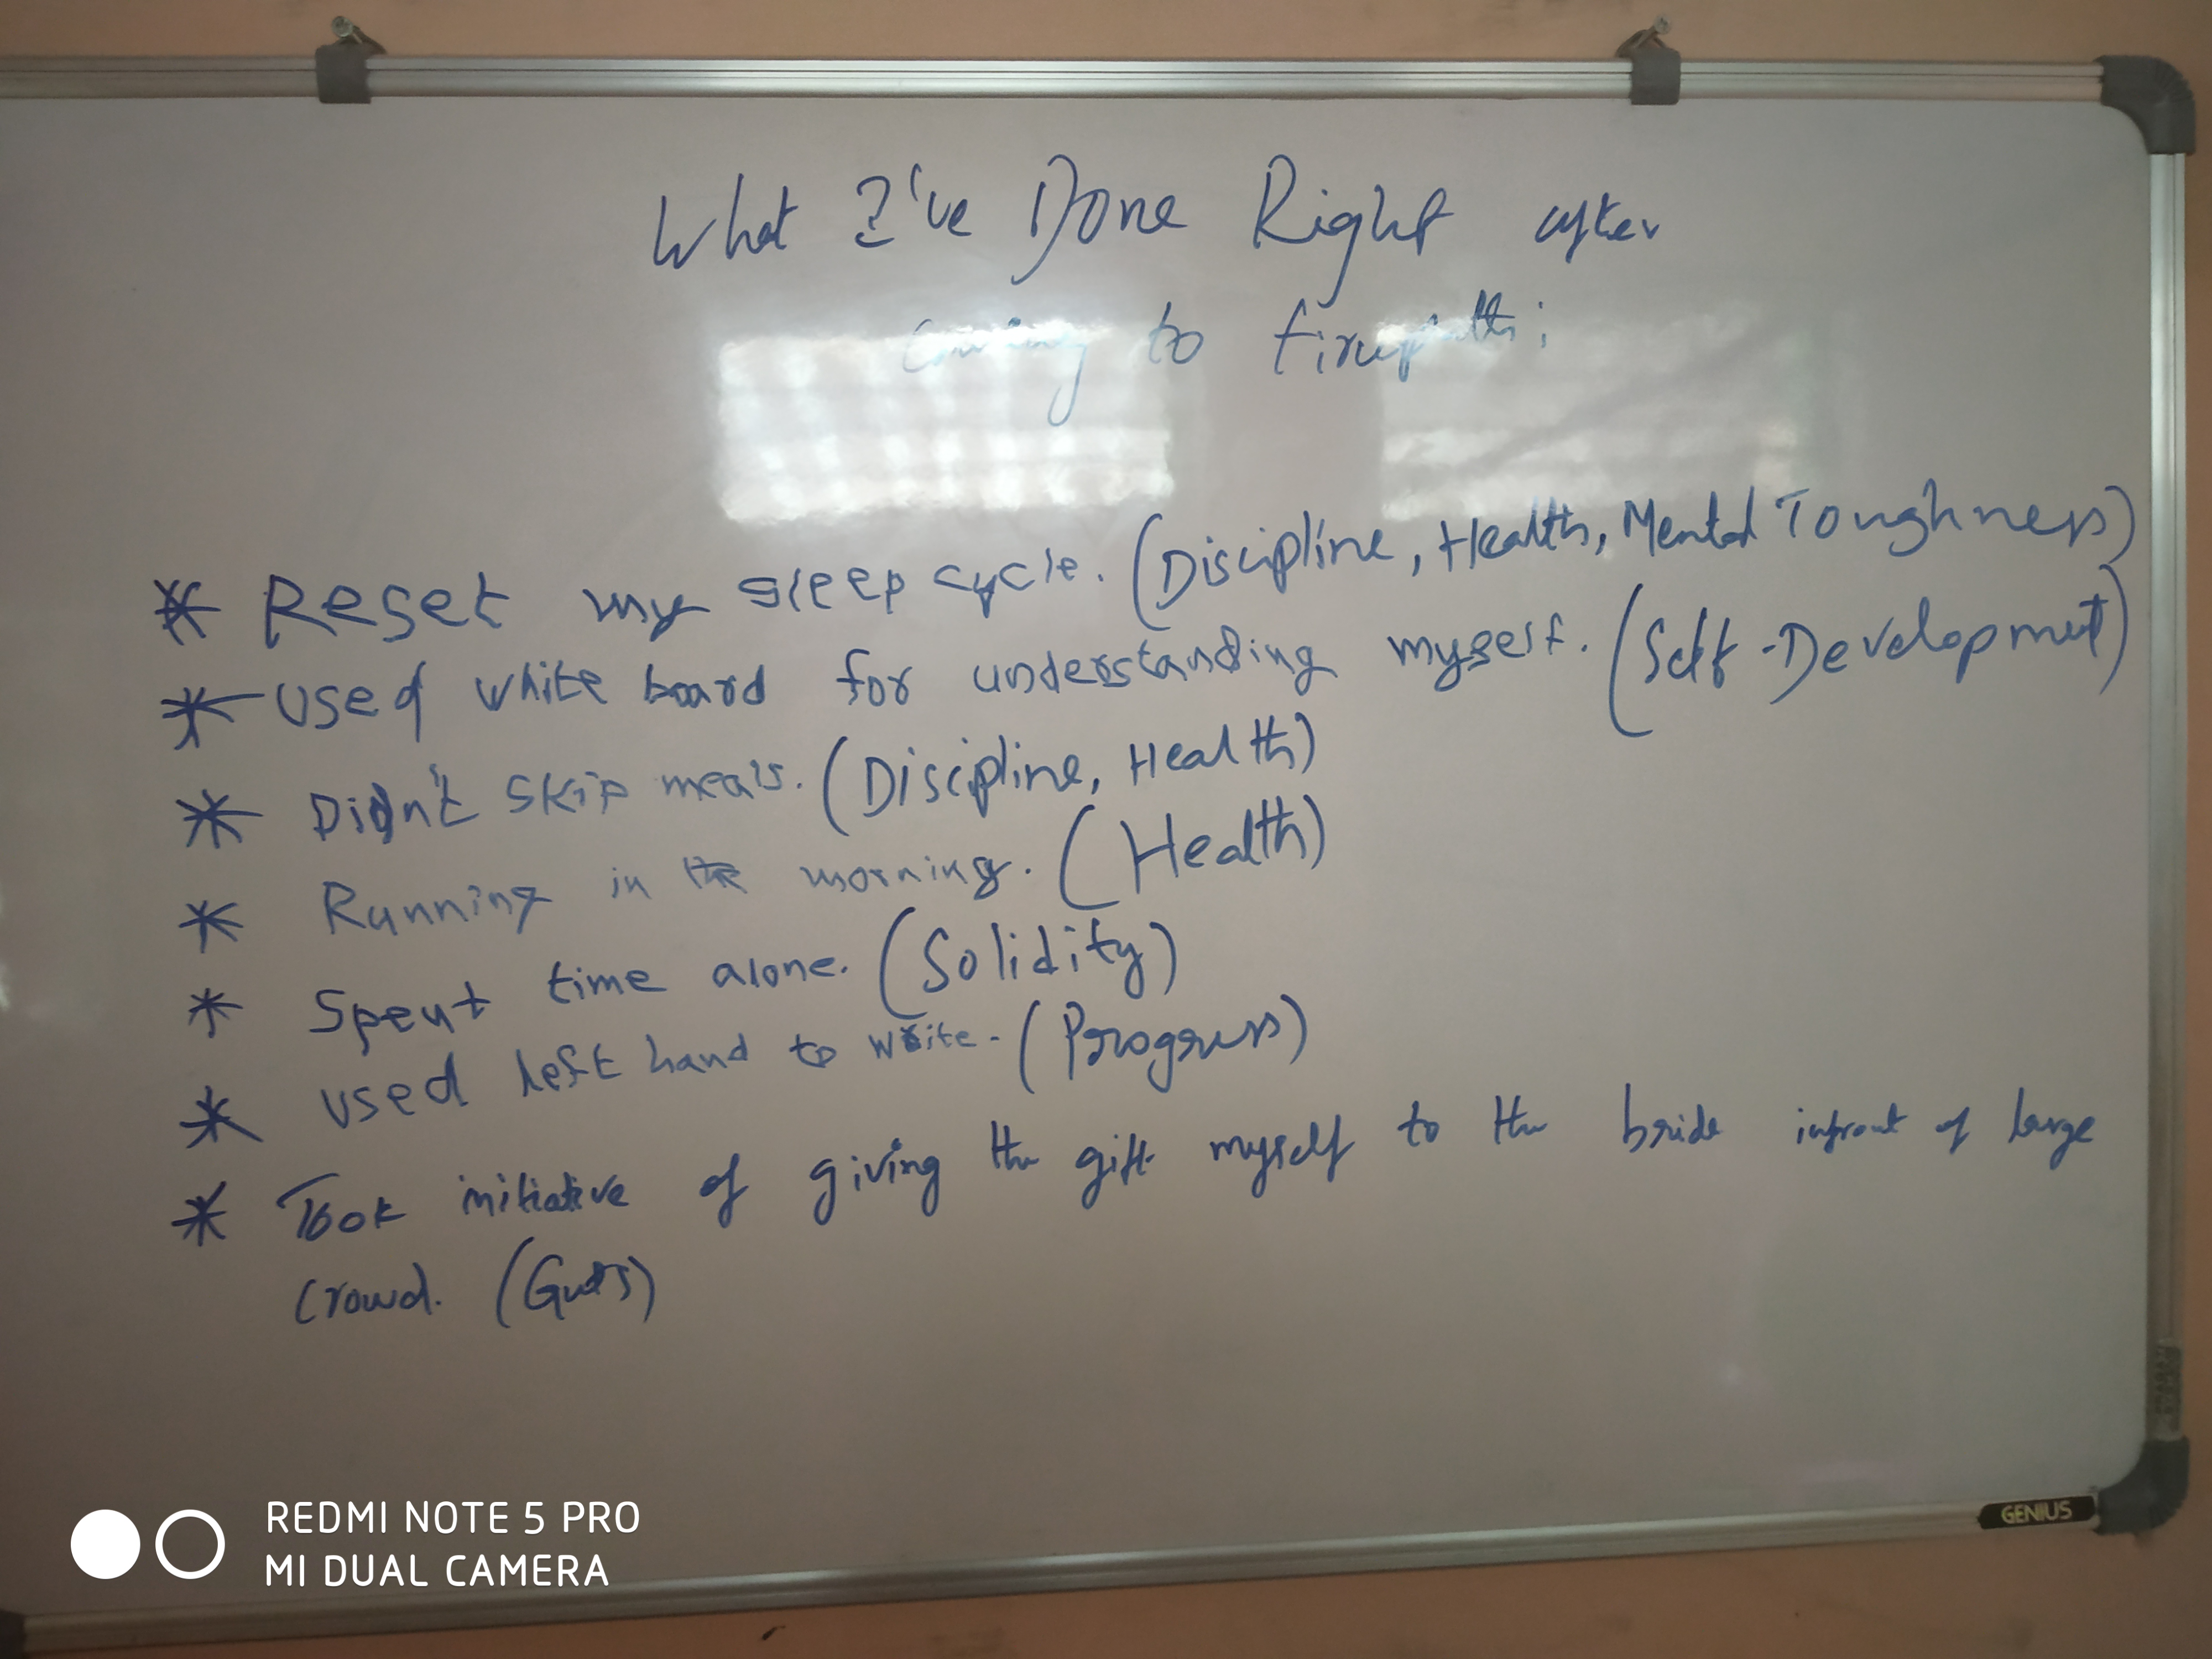 What I've Done Right after
coming to tirupathi:
* Reset my sleep cycle. (Discipline, Health, Mental Toughness)
* Used white board for understanding myself. (Self-Developmet)
* Didn't skip meals. (Discipline, Health)
* Running in the morning. (Health)
* Spent time alone. (Solidity)
* Used left hand to write. (Progress)
* Took initiative of giving the gift myself to the bride infront of large
crowd. (Guts)
REDMI NOTE 5 PRO
MI DUAL CAMERA
GENIUS